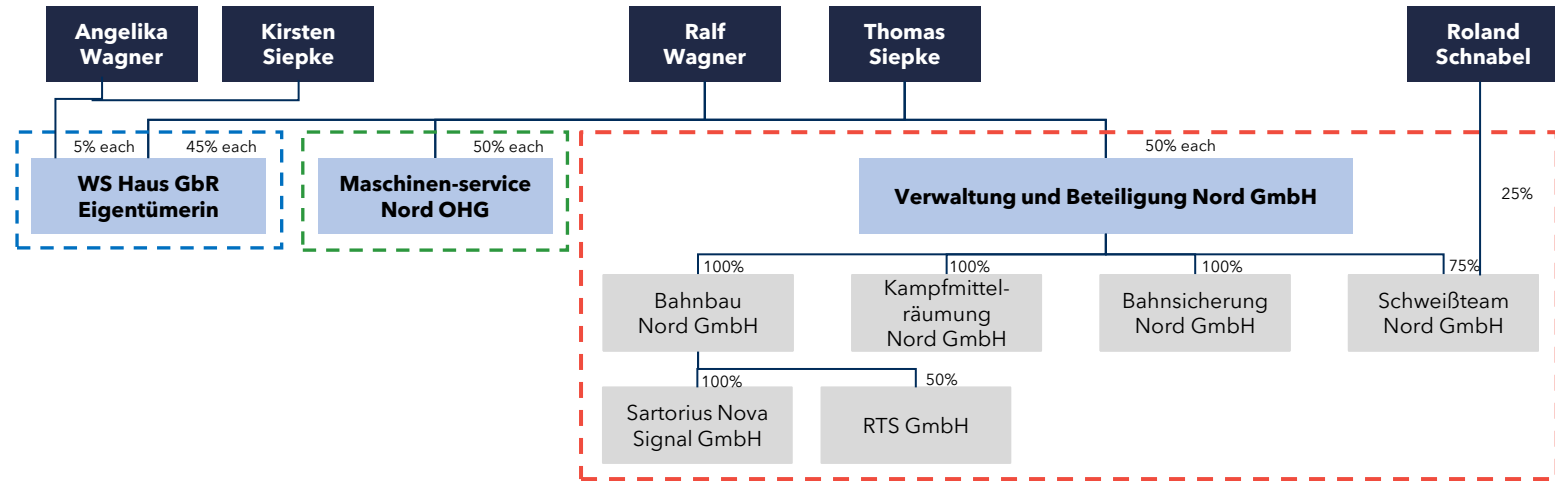 Angelika
Wagner
Kirsten
Siepke
Ralf
Wagner
Thomas
Siepke
Roland
Schnabel
5% each
45% each
50% each
50% each
WS Haus GbR
Eigentümerin
Maschinen-service
Nord OHG
Verwaltung und Beteiligung Nord GmbH
25%
100%
100%
100%
75%
Bahnbau
Nord GmbH
Kampfmittel-
räumung
Nord GmbH
Bahnsicherung
Nord GmbH
Schweißteam
Nord GmbH
100%
50%
Sartorius Nova
Signal GmbH
RTS GmbH